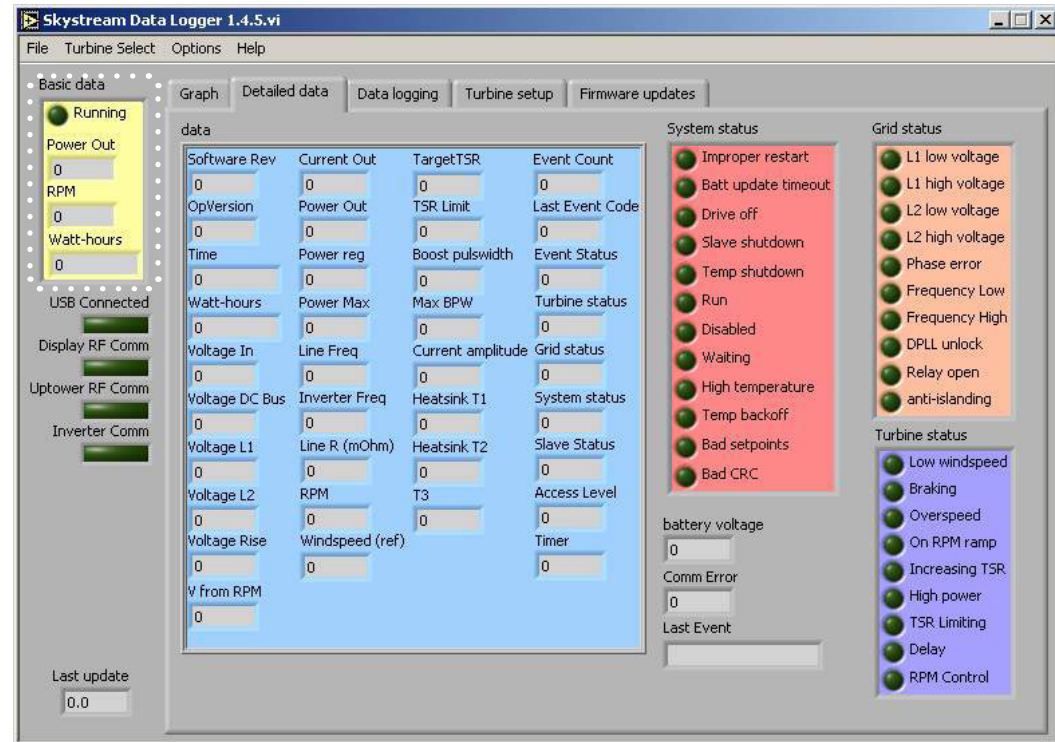 Skystream Data Logger 1.4.5.vi
File Turbine Select Options Help
Basic data
Running
Power Out
0
RPM
0
Watt-hours
0
USB Connected
Display RF Comm
Uptower RF Comm
Inverter Comm
Last update
0.0
Graph Detailed data Data logging Turbine setup Firmware updates
data
Software Rev Current Out TargetTSR Event Count
0 0 0 0
OpVersion Power Out TSR Limit Last Event Code
0 0 0 0
Time Power reg Boost pulswidth Event Status
0 0 0 0
Watt-hours Power Max Max BPW Turbine status
0 0 0 0
Voltage In Line Freq Current amplitude Grid status
0 0 0 0
Voltage DC Bus Inverter Freq Heatsink T1 System status
0 0 0 0
Voltage L1 Line R (mOhm) Heatsink T2 Slave Status
0 0 0 0
Voltage L2 RPM T3 Access Level
0 0 0 0
Voltage Rise Windspeed (ref) Timer
0 0 0
V from RPM
0
System status
Improper restart
Batt update timeout
Drive off
Slave shutdown
Temp shutdown
Run
Disabled
Waiting
High temperature
Temp backoff
Bad setpoints
Bad CRC
battery voltage
0
Comm Error
0
Last Event
Grid status
L1 low voltage
L1 high voltage
L2 low voltage
L2 high voltage
Phase error
Frequency Low
Frequency High
DPLL unlock
Relay open
anti-islanding
Turbine status
Low windspeed
Braking
Overspeed
On RPM ramp
Increasing TSR
High power
TSR Limiting
Delay
RPM Control